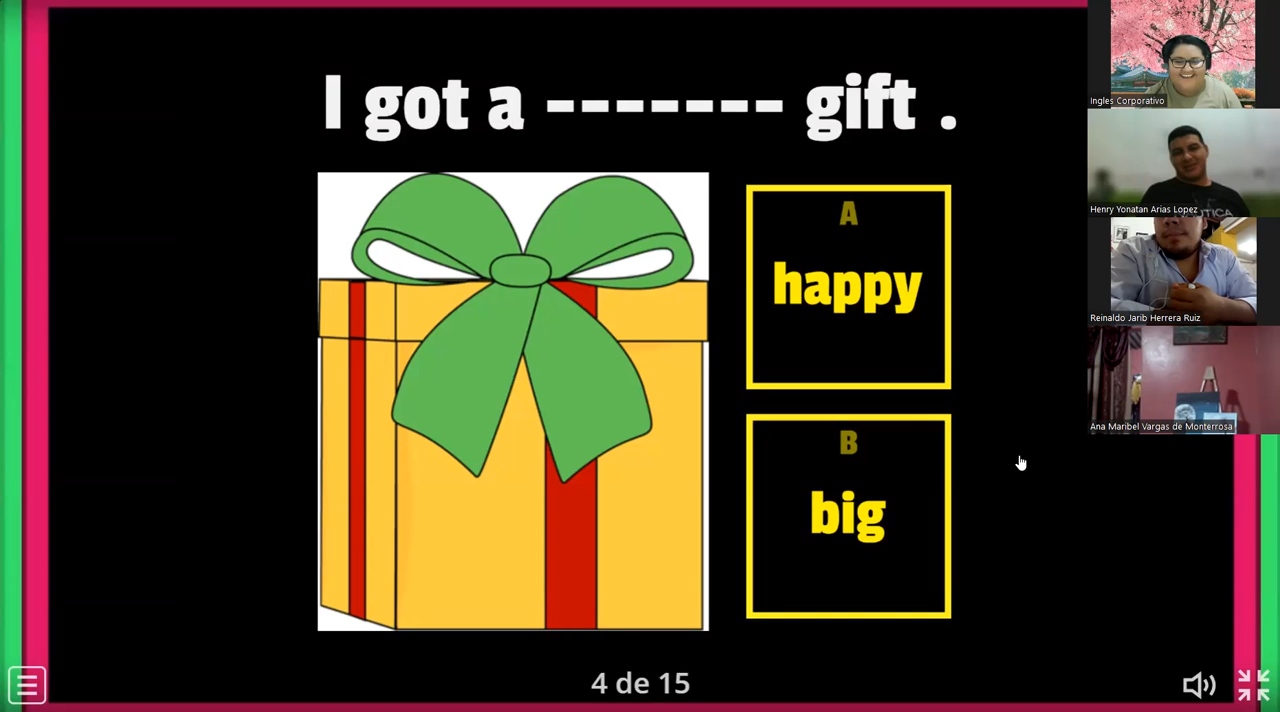 I got a ------- gift .
A
happy
B
big
4 de 15
Ingles Corporativo
Henry Yonatan Arias Lopez
Reinaldo Jarib Herrera Ruiz
Ana Maribel Vargas de Monterrosa